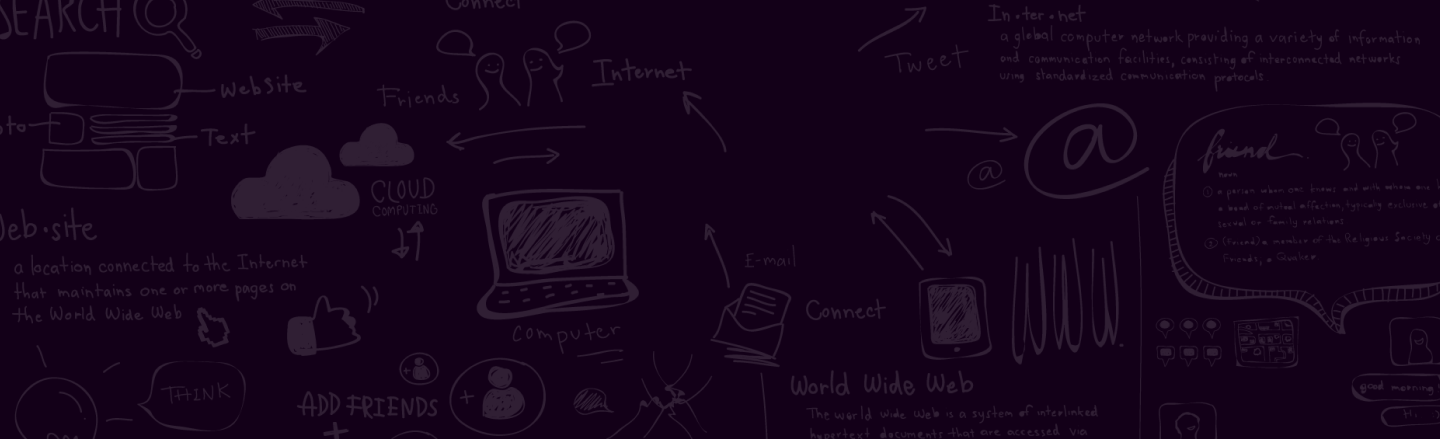 SEARCH
Connect
Website
Text
Friends
Internet
Tweet
In·ter·net
a global computer network providing a variety of information
and communication facilities, consisting of interconnected networks
using standardized communication protocols
CLOUD
COMPUTING
Web·site
a location connected to the Internet
that maintains one or more pages on
the World Wide Web
computer
E-mail
Connect
@
@
www.
friend
noun
① a person whom one knows and with whom one
a bond of mutual affection, typically exclusive of
sexual or family relations
② (Friend) a member of the Religious Society
Friends, a Quaker
THINK
ADD FRIENDS
+
+
+
World Wide Web
The world wide web is a system of interlinked
hypertext documents that are accessed via
good morning
Hi :)